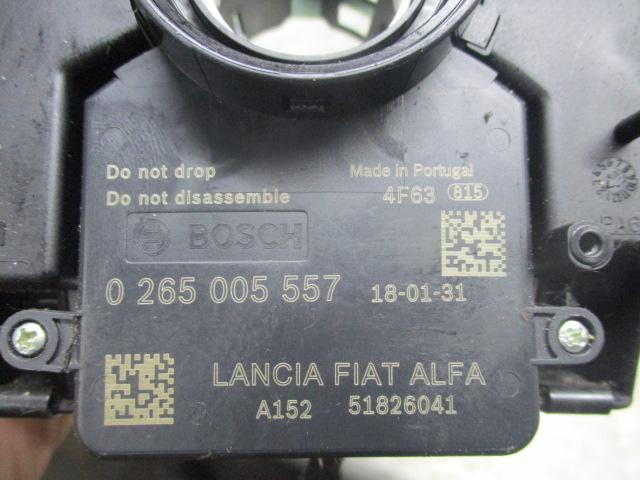 Do not drop
Made in Portugal
Do not disassemble
4F63 815
BOSCH
0 265 005 557
18-01-31
LANCIA FIAT ALFA
A152 51826041